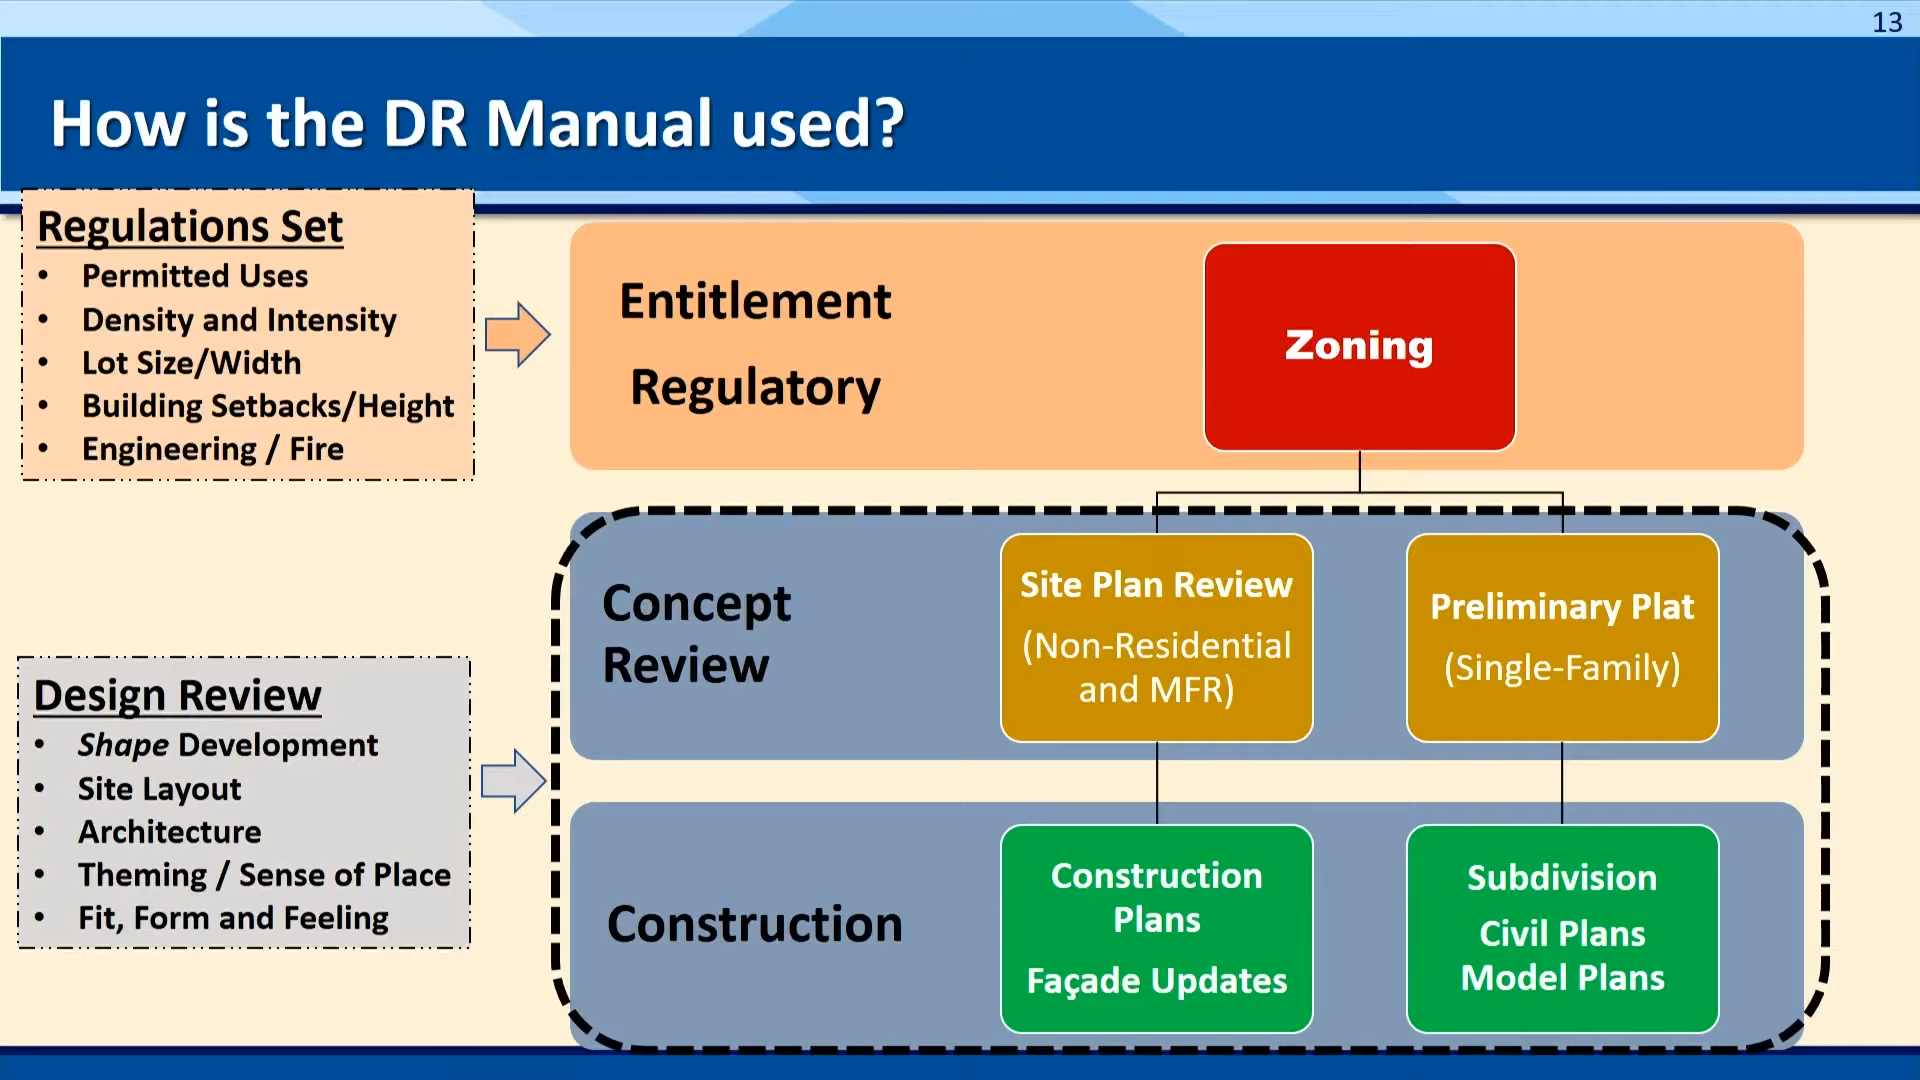 13
How is the DR Manual used?
Regulations Set
• Permitted Uses
• Density and Intensity
• Lot Size/Width
• Building Setbacks/Height
• Engineering / Fire
Entitlement
Regulatory
Zoning
Concept
Review
Site Plan Review
(Non-Residential
and MFR)
Preliminary Plat
(Single-Family)
Design Review
• Shape Development
• Site Layout
• Architecture
• Theming / Sense of Place
• Fit, Form and Feeling
Construction
Construction
Plans
Façade Updates
Subdivision
Civil Plans
Model Plans